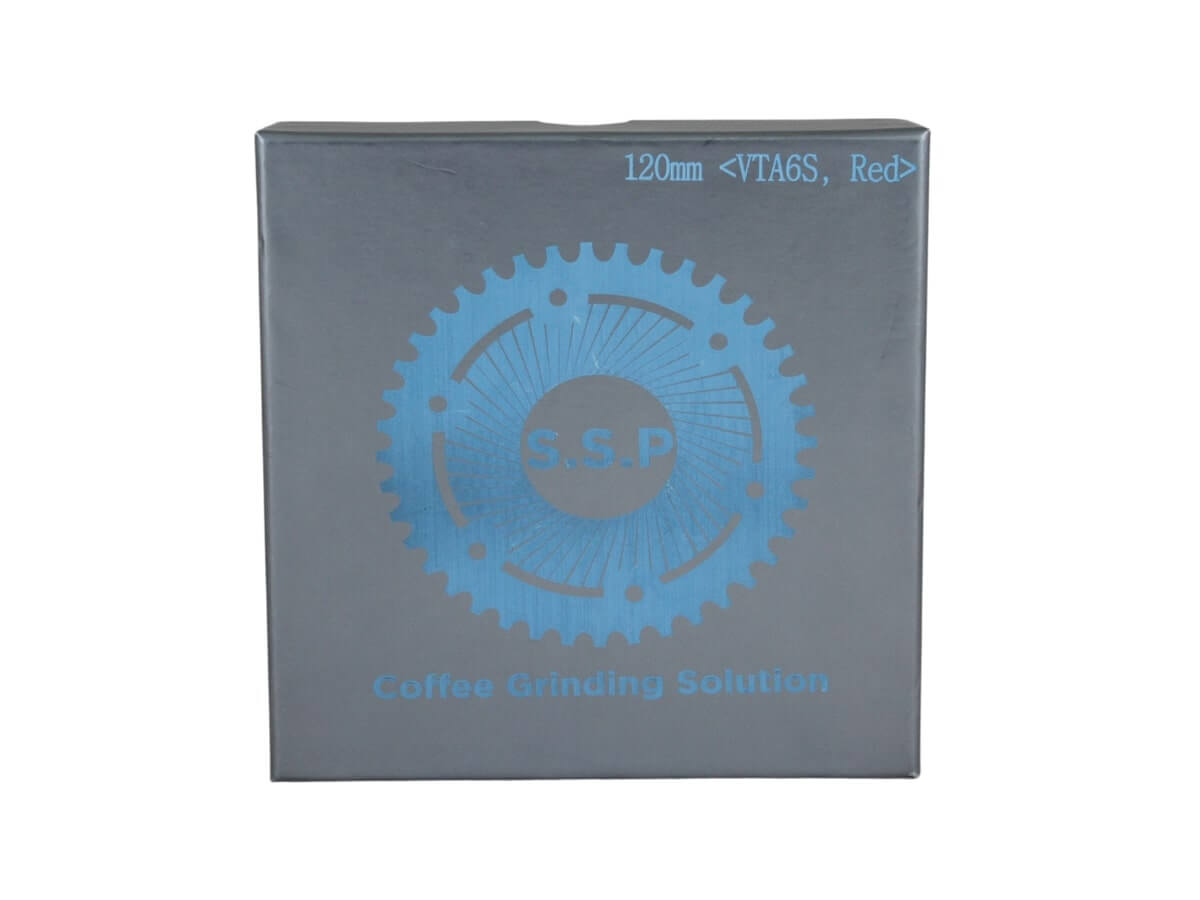 120mm <VTA6S, Red>
S.S.P
Coffee Grinding Solution